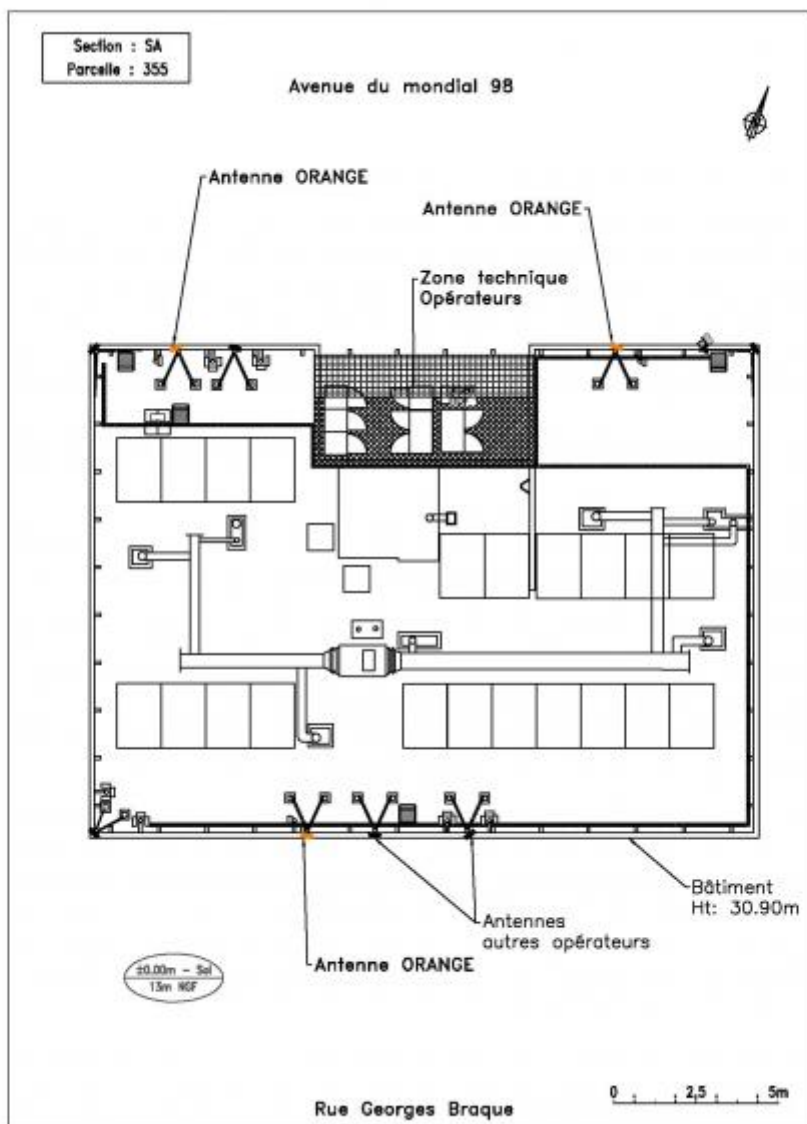 Section : SA
Parcelle : 355
Avenue du mondial 98
Antenne ORANGE
Antenne ORANGE
Zone technique
Opérateurs
Bâtiment
Ht: 30.90m
Antennes
autres opérateurs
Antenne ORANGE
±0.00m - Sol
13m NGF
Rue Georges Braque
0 2,5 5m